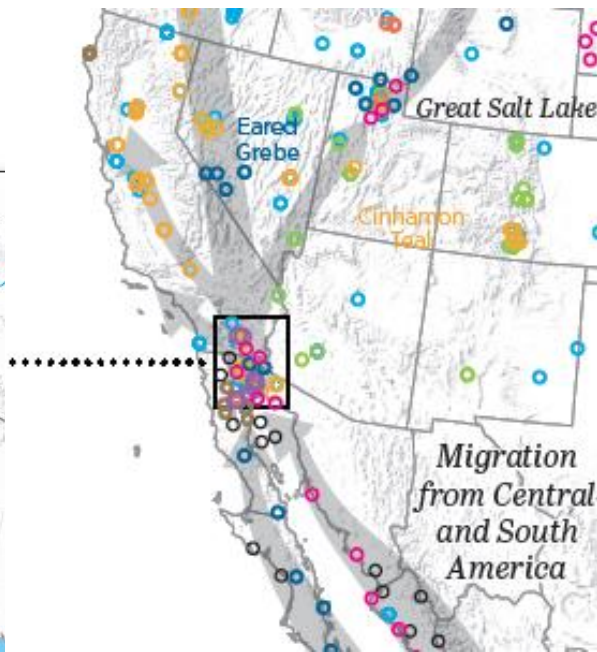 Great Salt Lake
Eared
Grebe
Cinnamon
Teal
Migration
from Central
and South
America